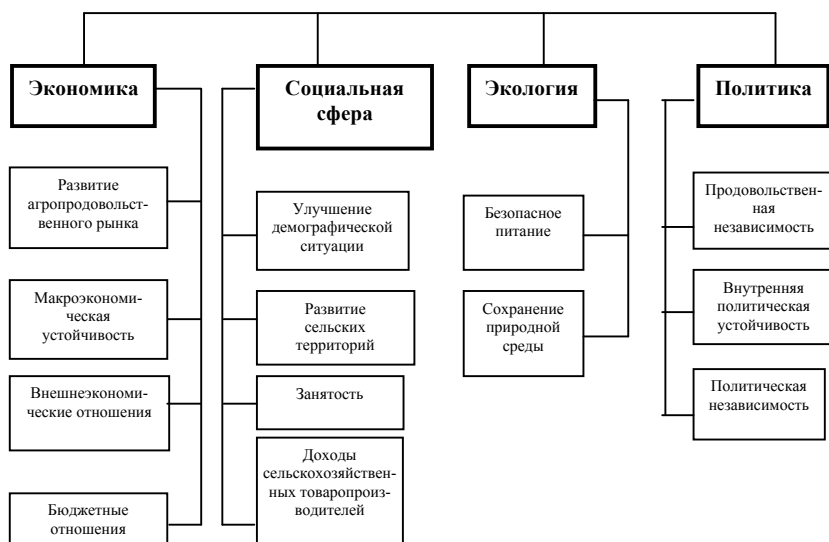 Экономика
Развитие
агропродовольст-
венного рынка
Макроэкономи-
ческая
устойчивость
Внешнеэкономи-
ческие отношения
Бюджетные
отношения
Социальная
сфера
Улучшение
демографической
ситуации
Развитие
сельских
территорий
Занятость
Доходы
сельскохозяйствен-
ных товаропроиз-
водителей
Экология
Безопасное
питание
Сохранение
природной
среды
Политика
Продовольствен-
ная
независимость
Внутренняя
политическая
устойчивость
Политическая
независимость